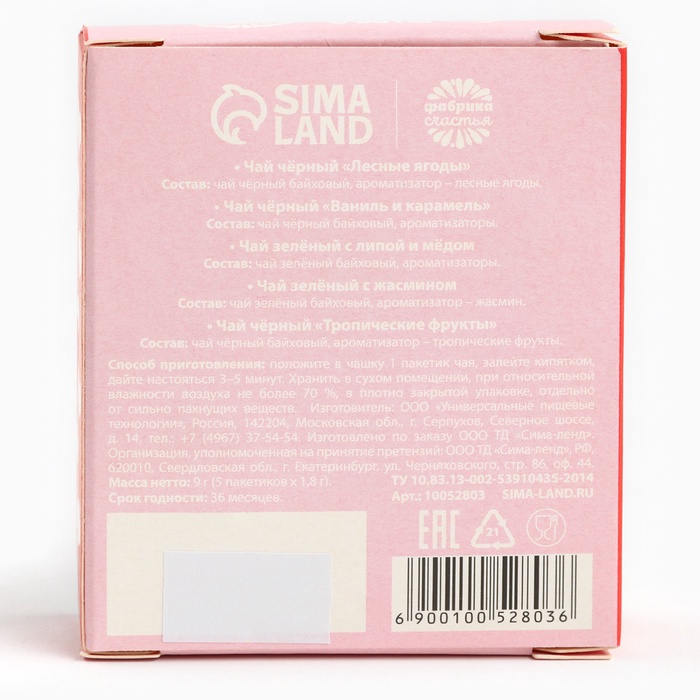 SIMA
LAND
фабрика
счастья
• Чай чёрный «Лесные ягоды»
Состав: чай чёрный байховый, ароматизатор – лесные ягоды.
• Чай чёрный «Ваниль и карамель»
Состав: чай чёрный байховый, ароматизаторы.
• Чай зелёный с липой и мёдом
Состав: чай зелёный байховый, ароматизаторы.
• Чай зелёный с жасмином
Состав: чай зелёный байховый, ароматизатор – жасмин.
• Чай чёрный «Тропические фрукты»
Состав: чай чёрный байховый, ароматизатор – тропические фрукты.
Способ приготовления: положите в чашку 1 пакетик чая, залейте кипятком,
дайте настояться 3–5 минут. Хранить в сухом помещении, при относительной
влажности воздуха не более 70 %, в плотно закрытой упаковке, отдельно
от сильно пахнущих веществ. Изготовитель: ООО «Универсальные пищевые
технологии», Россия, 142204, Московская обл., г. Серпухов, Северное шоссе,
д. 14, тел.: +7 (4967) 37-54-54. Изготовлено по заказу ООО ТД «Сима-ленд».
Организация, уполномоченная на принятие претензий: ООО ТД «Сима-ленд», РФ,
620010, Свердловская обл., г. Екатеринбург, ул. Черняховского, стр. 86, оф. 44.
Масса нетто: 9 г (5 пакетиков х 1,8 г). ТУ 10.83.13-002-53910435-2014
Срок годности: 36 месяцев. Арт.: 10052803 SIMA-LAND.RU
EAC 21
6 900100 528036